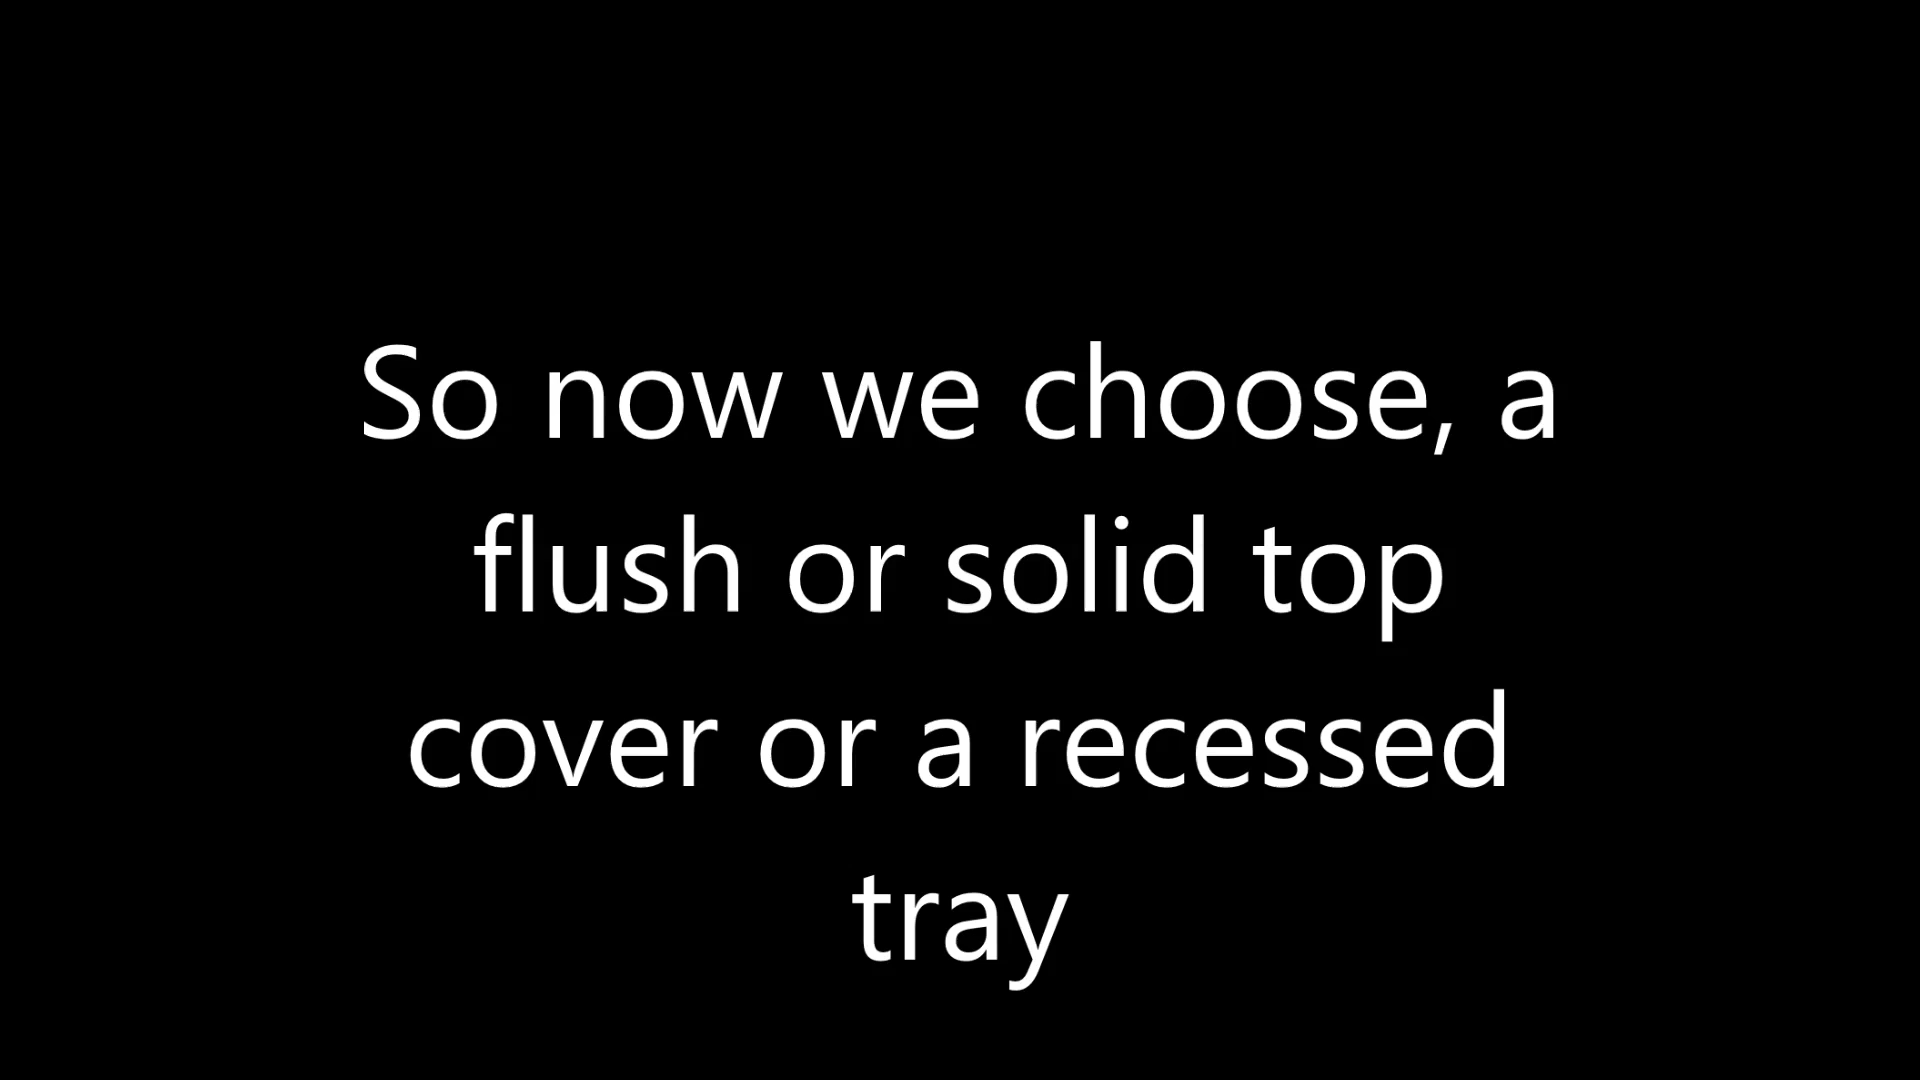 So now we choose, a
flush or solid top
cover or a recessed
tray